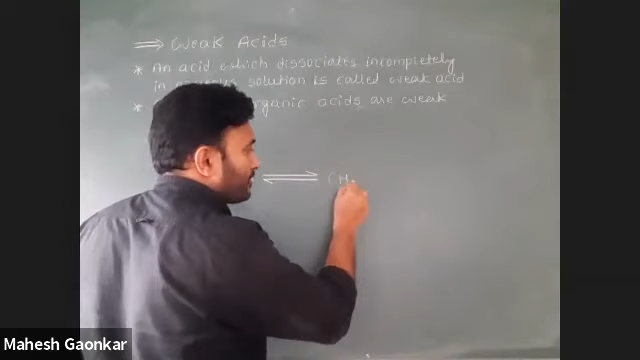 ⇒ Weak Acids
* An acid which dissociates incompletely
in solution is called weak acid
* organic acids are weak
⇌ CH
Mahesh Gaonkar